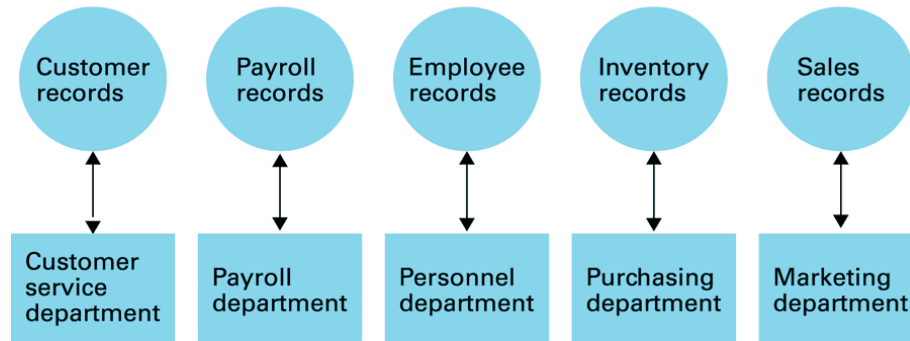 Customer
records
Payroll
records
Employee
records
Inventory
records
Sales
records
Customer
service
department
Payroll
department
Personnel
department
Purchasing
department
Marketing
department